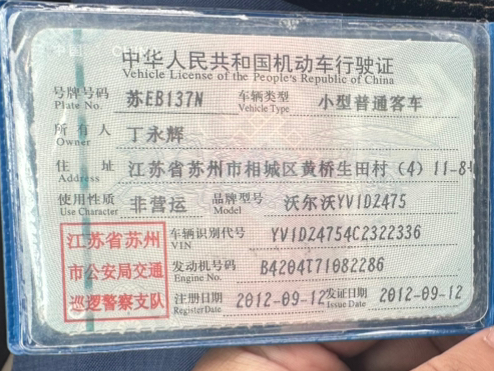 中华人民共和国机动车行驶证
Vehicle License of the People's Republic of China
号牌号码 苏EB137N 车辆类型 小型普通客车
Plate No. Vehicle Type
所有人 丁永辉
Owner
住址 江苏省苏州市相城区黄桥生田村(4)11-8
Address
使用性质 非营运 品牌型号 沃尔沃YV1DZ475
Use Character Model
江苏省苏州 车辆识别代号 YV1DZ4754C2322336
VIN
市公安局交通 发动机号码 B4204T71082286
Engine No.
巡逻警察支队 注册日期 2012-09-12 发证日期 2012-09-12
Register Date Issue Date